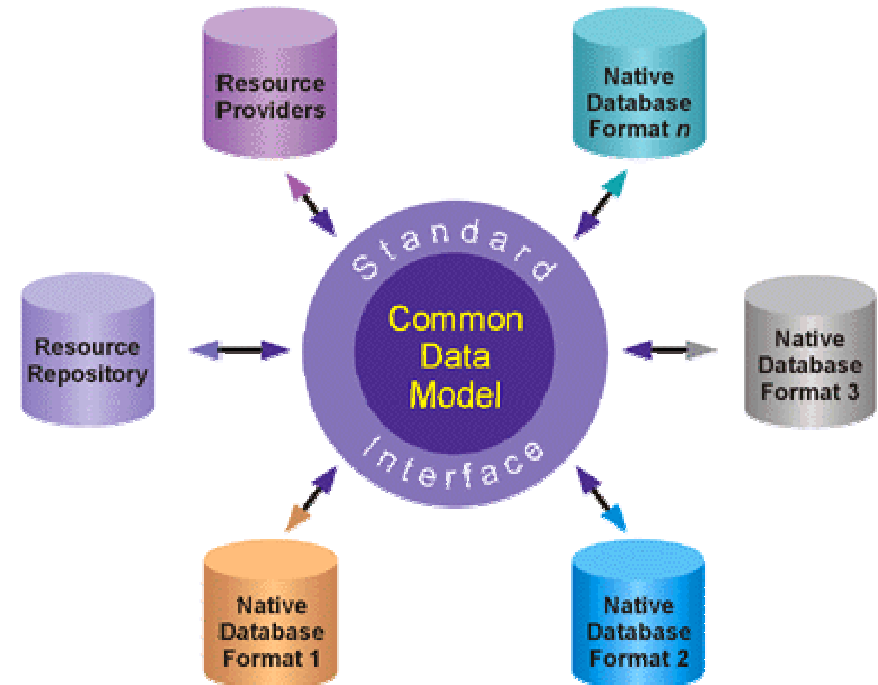 Resource
Providers
Native
Database
Format n
Standard
Common
Data
Model
Interface
Resource
Repository
Native
Database
Format 3
Native
Database
Format 1
Native
Database
Format 2